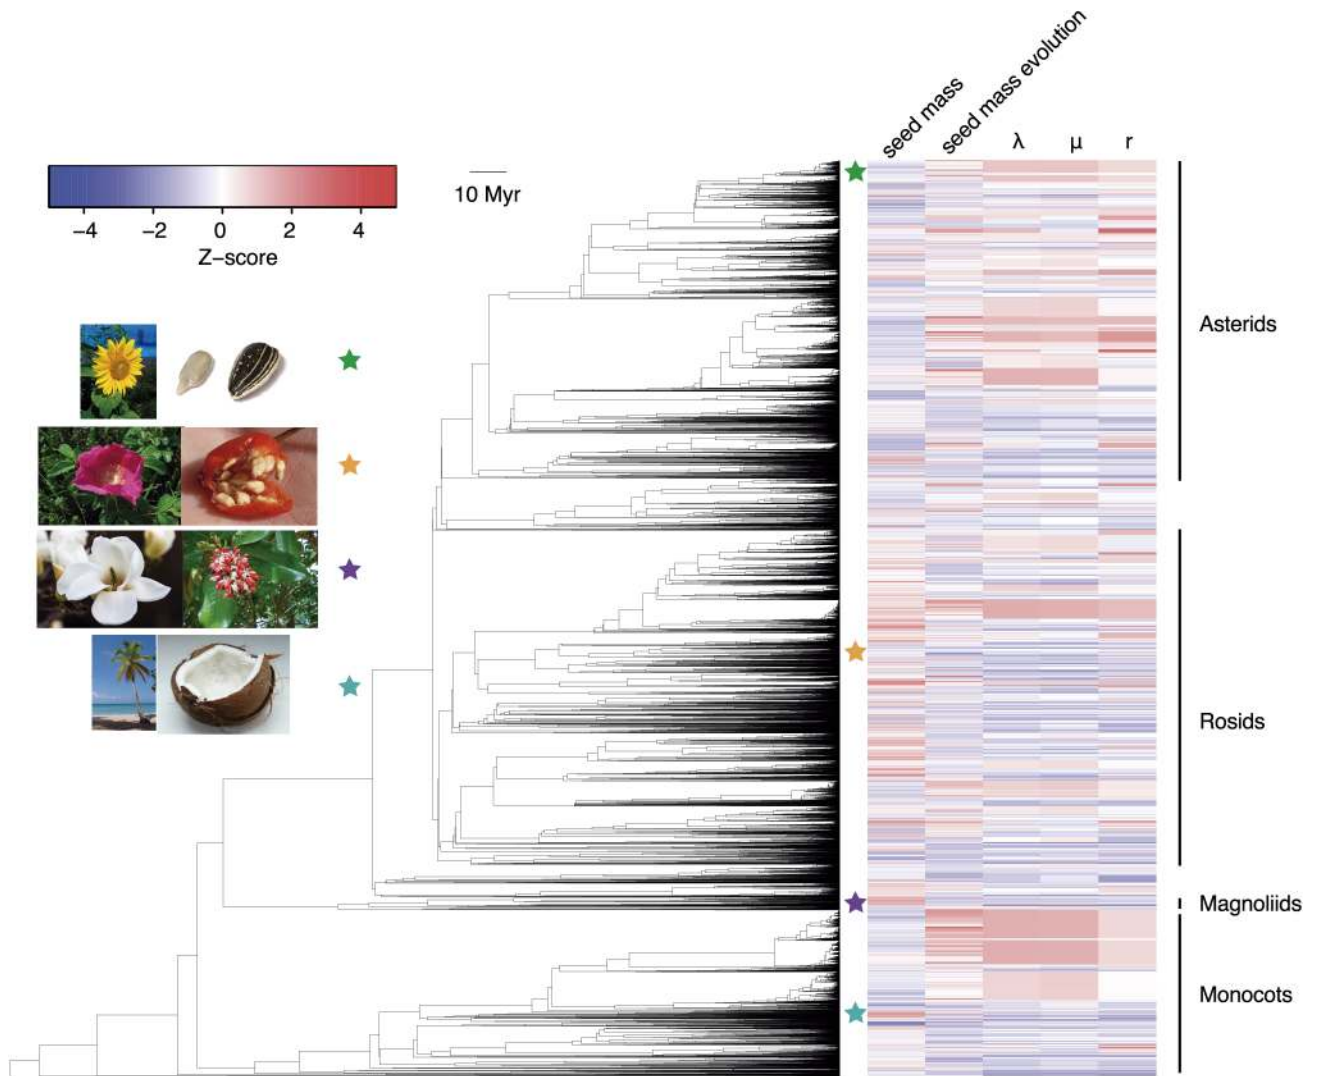 seed mass
seed mass evolution
λ
μ
r
−4 −2 0 2 4
Z−score
10 Myr
Asterids
Rosids
Magnoliids
Monocots